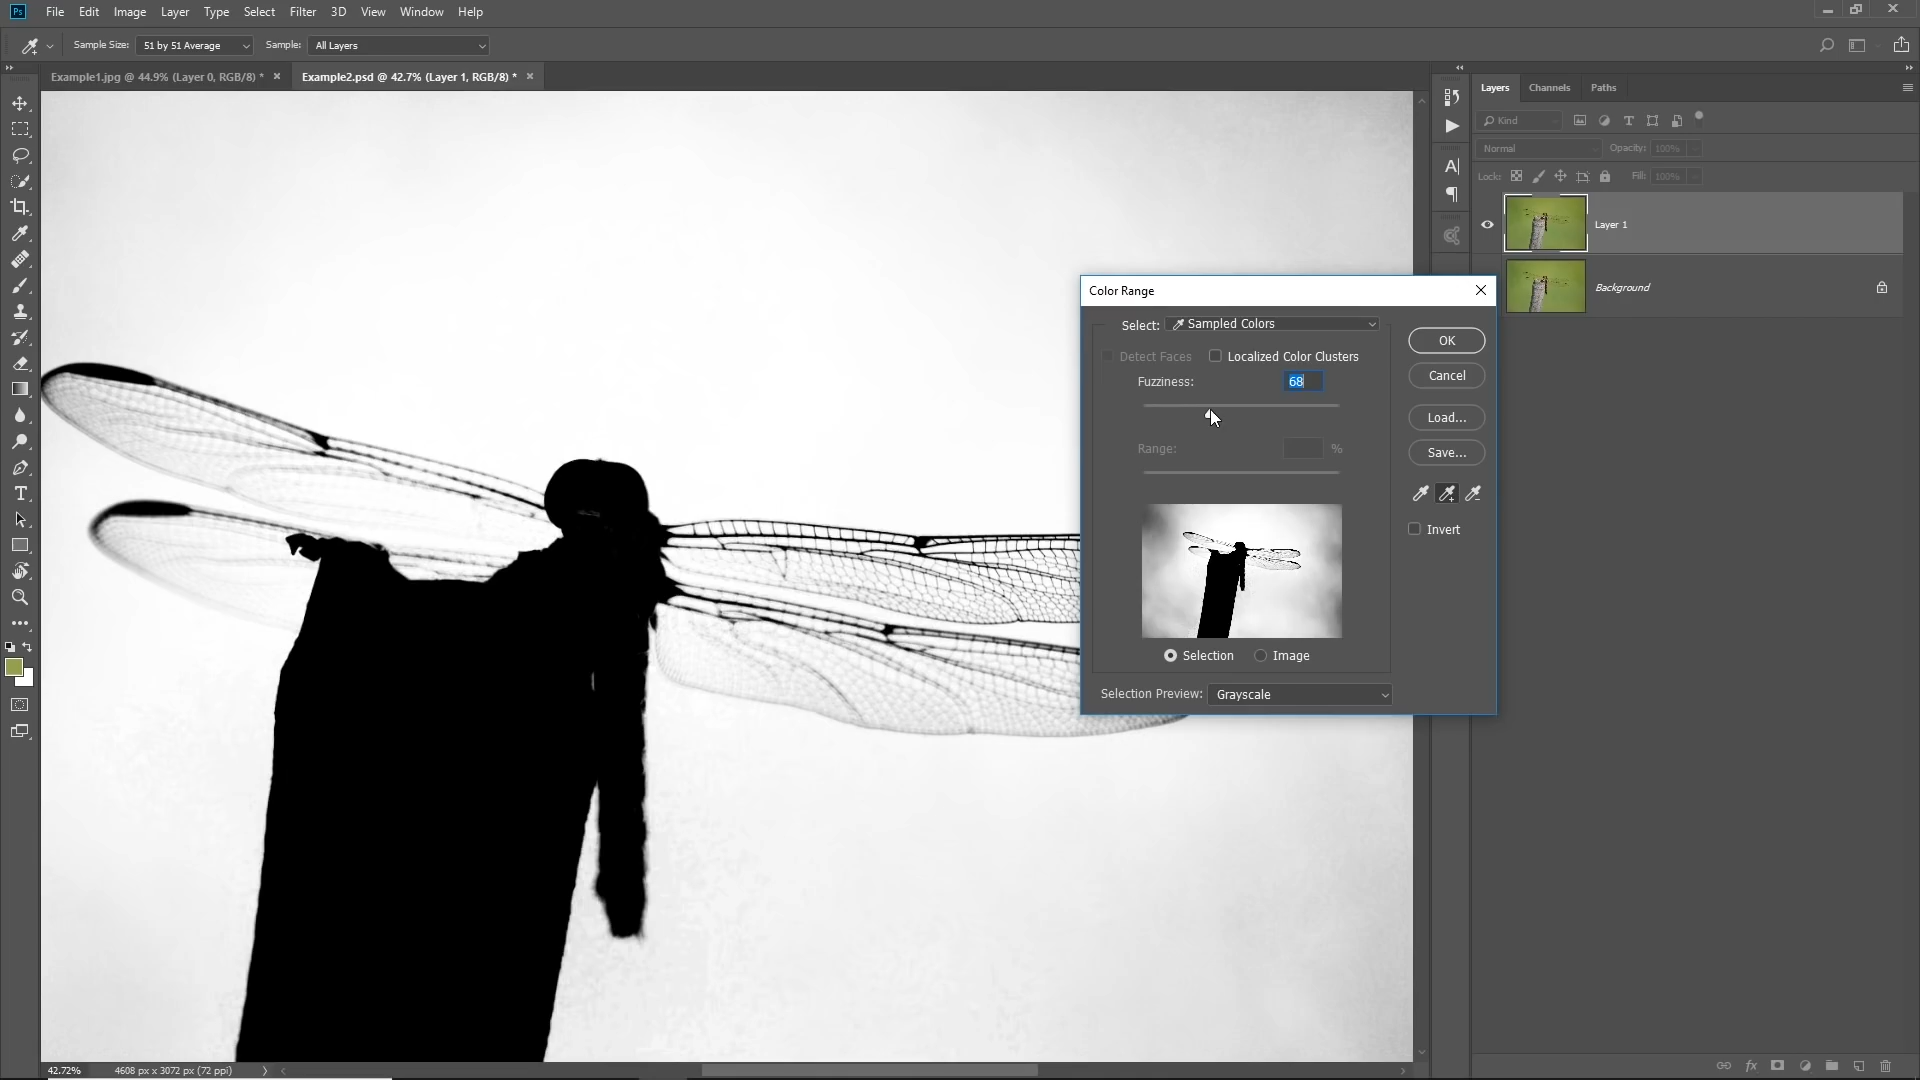 Ps File Edit Image Layer Type Select Filter 3D View Window Help
Sample Size: 51 by 51 Average Sample: All Layers
Example1.jpg @ 44.9% (Layer 0, RGB/8) * × Example2.psd @ 42.7% (Layer 1, RGB/8) * ×
Layers Channels Paths
Kind
Normal Opacity: 100%
Lock: Fill: 100%
Layer 1
Background
Color Range
Select: Sampled Colors
Detect Faces Localized Color Clusters
Fuzziness: 68
Range: %
Selection Image
Selection Preview: Grayscale
OK
Cancel
Load...
Save...
Invert
42.72% 4608 px x 3072 px (72 ppi)